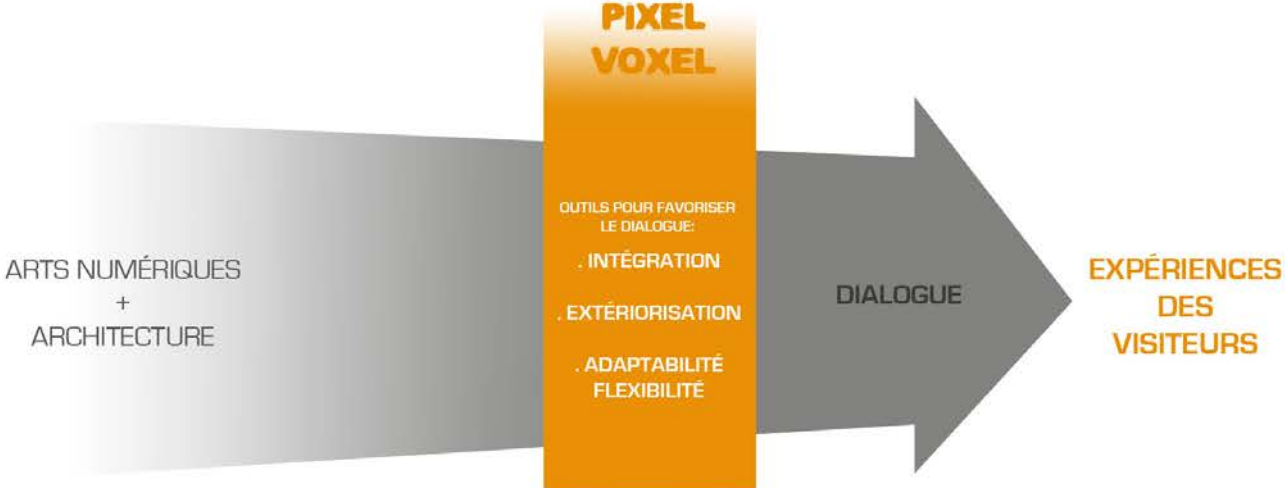 PIXEL
VOXEL
ARTS NUMÉRIQUES
+
ARCHITECTURE
OUTILS POUR FAVORISER
LE DIALOGUE:
. INTÉGRATION
. EXTÉRIORISATION
. ADAPTABILITÉ
FLEXIBILITÉ
DIALOGUE
EXPÉRIENCES
DES
VISITEURS